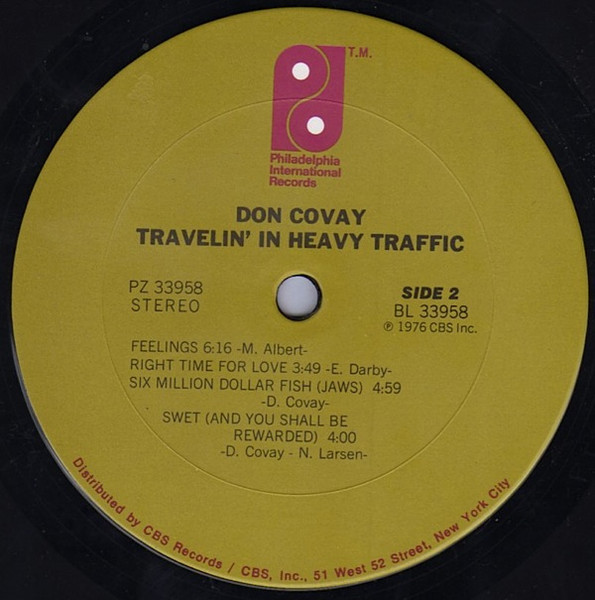 T.M.
Philadelphia
International
Records
DON COVAY
TRAVELIN' IN HEAVY TRAFFIC
PZ 33958
STEREO
SIDE 2
BL 33958
℗ 1976 CBS Inc.
FEELINGS 6:16 -M. Albert-
RIGHT TIME FOR LOVE 3:49 -E. Darby-
SIX MILLION DOLLAR FISH (JAWS) 4:59
-D. Covay-
SWET (AND YOU SHALL BE
REWARDED) 4:00
-D. Covay - N. Larsen-
Distributed by CBS Records / CBS, Inc., 51 West 52 Street, New York City